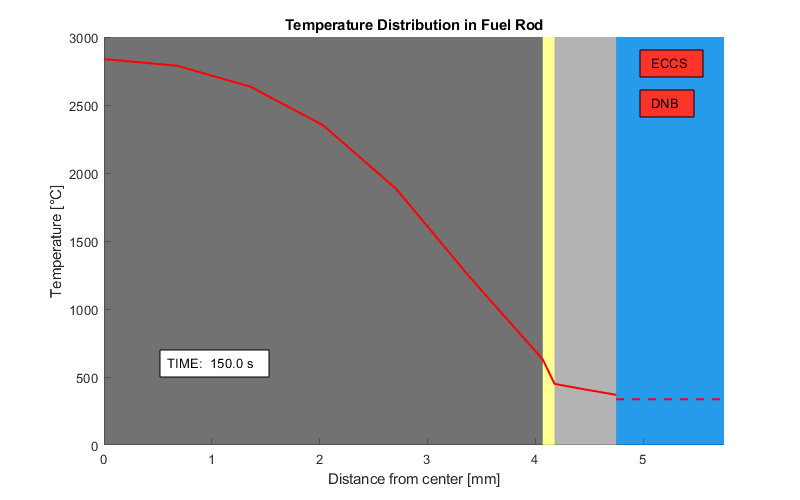 Temperature Distribution in Fuel Rod
3000
2500
2000
1500
1000
500
0
Temperature [°C]
ECCS
DNB
TIME:  150.0 s
0 1 2 3 4 5
Distance from center [mm]